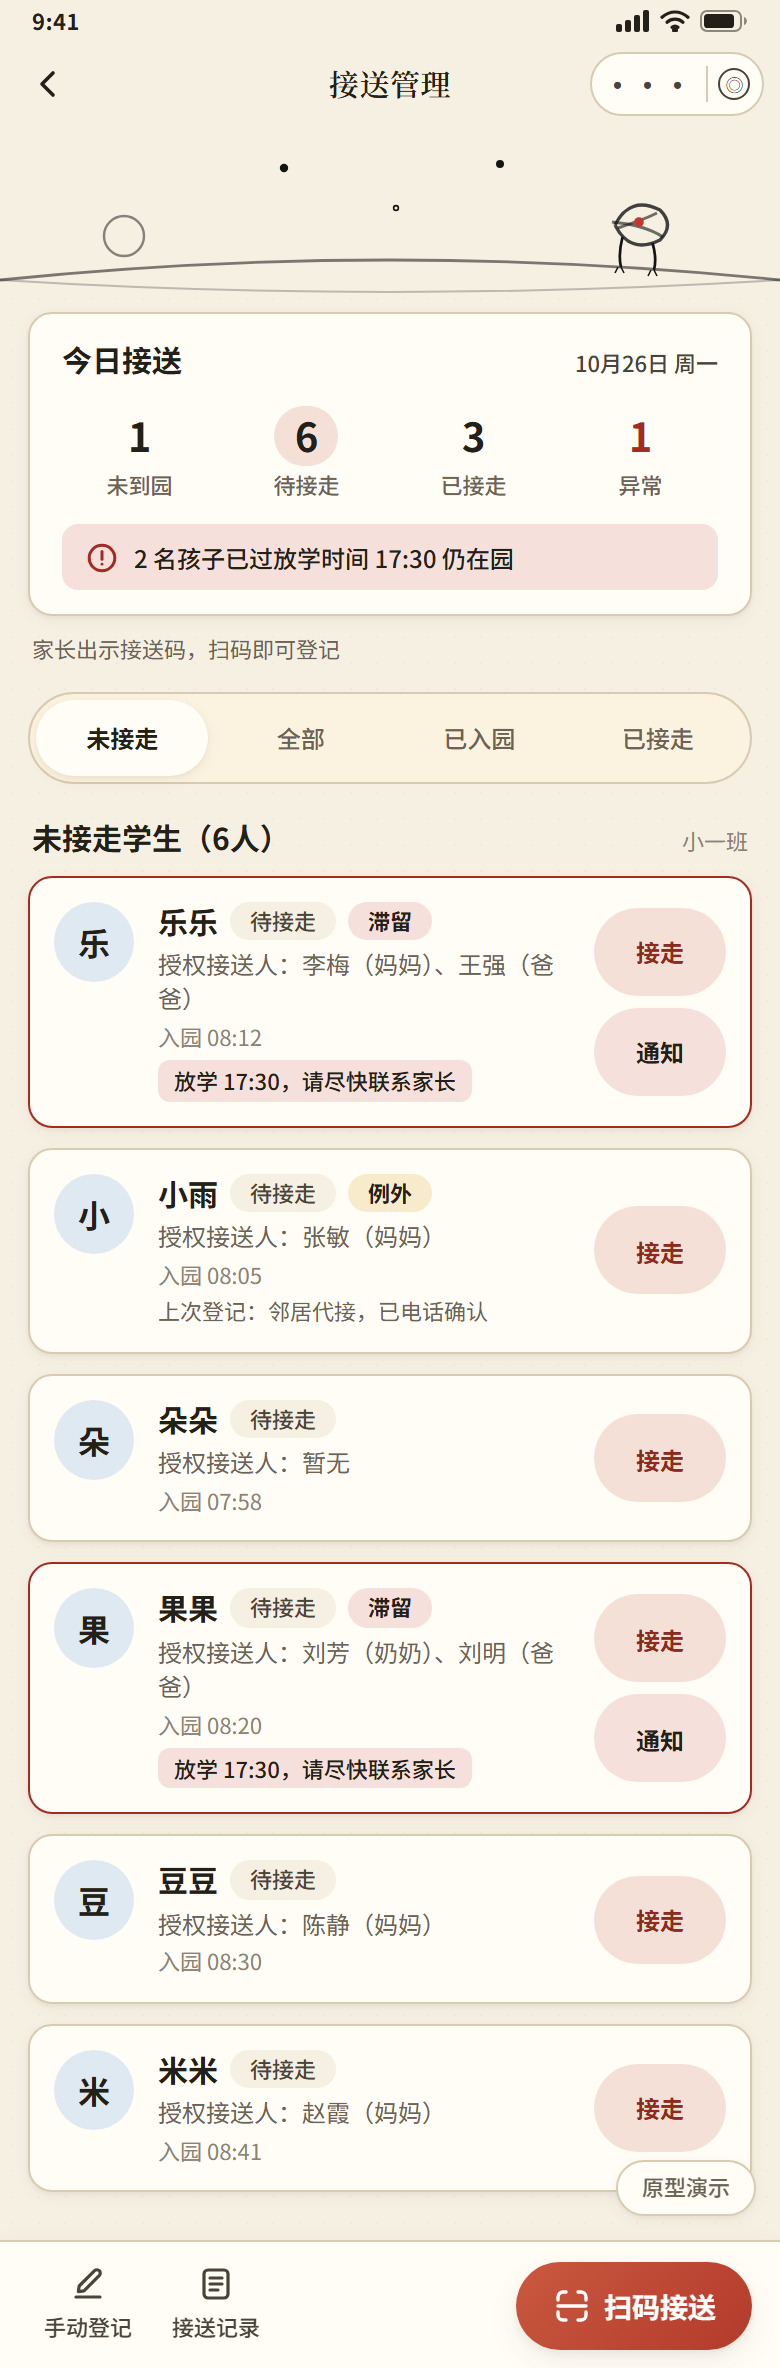 9:41
接送管理
今日接送
10月26日 周一
1
6
3
1
未到园
待接走
已接走
异常
2 名孩子已过放学时间 17:30 仍在园
家长出示接送码，扫码即可登记
未接走
全部
已入园
已接走
未接走学生（6人）
小一班
乐
乐乐
待接走
滞留
授权接送人：李梅（妈妈）、王强（爸
爸）
入园 08:12
放学 17:30，请尽快联系家长
接走
通知
小
小雨
待接走
例外
授权接送人：张敏（妈妈）
入园 08:05
上次登记：邻居代接，已电话确认
接走
朵
朵朵
待接走
授权接送人：暂无
入园 07:58
接走
果
果果
待接走
滞留
授权接送人：刘芳（奶奶）、刘明（爸
爸）
入园 08:20
放学 17:30，请尽快联系家长
接走
通知
豆
豆豆
待接走
授权接送人：陈静（妈妈）
入园 08:30
接走
米
米米
待接走
授权接送人：赵霞（妈妈）
入园 08:41
接走
原型演示
手动登记
接送记录
扫码接送